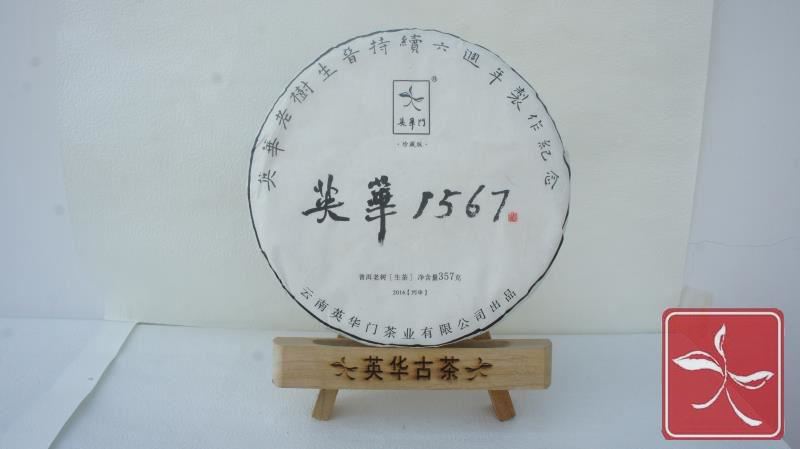 英華老樹生普持續六週年製作紀念
®
英華門
·珍藏版·
英華1567
普洱老树［生茶］净含量357克
2016［丙申］
云南英华门茶业有限公司出品
英华古茶